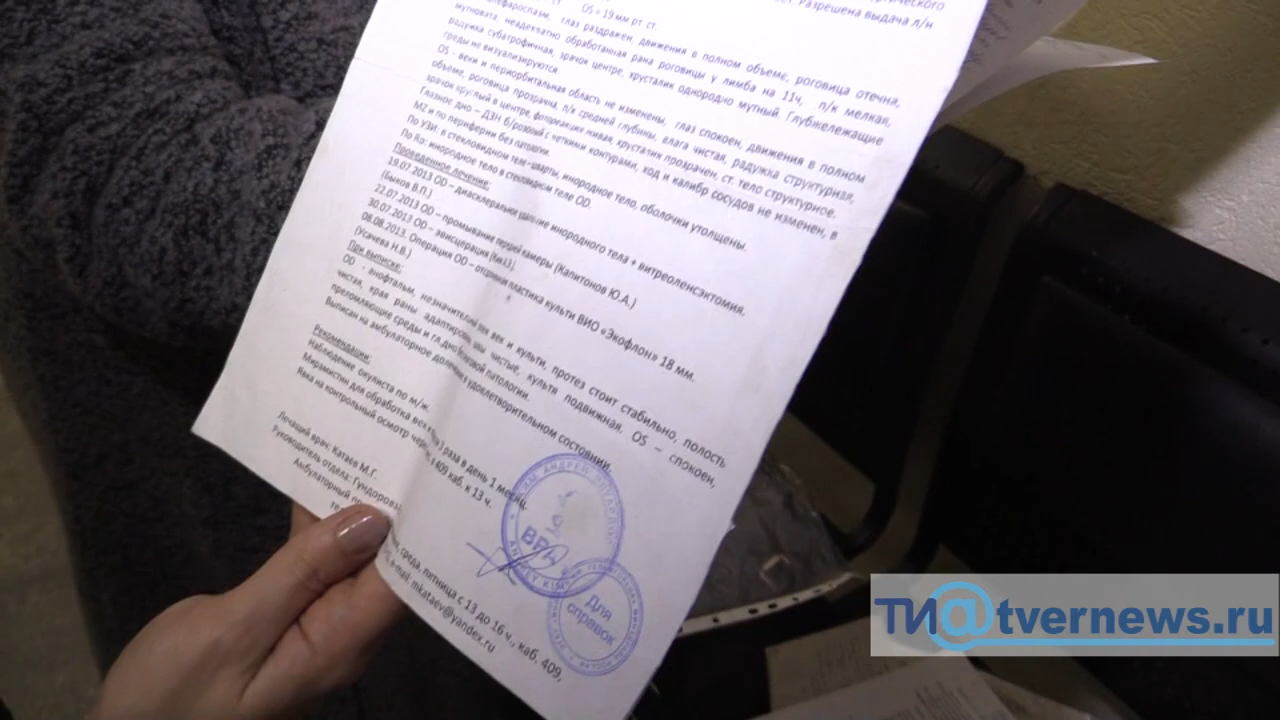 Разрешена выдача л/н
OS = 19 мм рт. ст.
блефароспазм, глаз раздражен, движения в полном объеме, роговица отечна,
мутновата, неадекватно обработанная рана роговицы у лимба на 11ч, п/к мелкая,
радужка субатрофичная, зрачок центре, хрусталик однородно мутный. Глубжележащие
среды не визуализируются
OS - веки и периорбитальная область не изменены, глаз спокоен, движения в полном
объеме, роговица прозрачна, п/к средней глубины, влага чистая, радужка структурная,
зрачок круглый в центре, фотореакция живая, хрусталик прозрачен, ст. тело структурное.
Глазное дно – ДЗН б/розовый с четкими контурами, ход и калибр сосудов не изменен, в
М2 и по периферии без патологии.
По УЗИ: в стекловидном теле-шварты, инородное тело, оболочки утолщены.
По Ro: инородное тело в стекловидном теле OD.
Проведенное лечение:
19.07.2013 OD – диасклеральное удаление инородного тела + витреоленсэктомия.
(Быков В.П.)
22.07.2013 OD – промывание передней камеры (Капитонов Ю.А.)
30.07.2013 OD – эвисцерация
08.08.2013. Операция OD – отсроченная пластика культи ВИО «Экофлон» 18 мм.
(Усачева Н.В.)
При выписке:
OD - анофтальм, незначительный отек век и культи, протез стоит стабильно, полость
чистая, края раны адаптированы, швы чистые, культя подвижная. OS – спокоен,
преломляющие среды и гл.дно без глазной патологии.
Выписан на амбулаторное долечивание в удовлетворительном состоянии.
Рекомендации:
Наблюдение окулиста по м/ж.
Мирамистин для обработка век 3 раза в день 1 месяц.
Явка на контрольный осмотр в 409 каб. к 13 ч.
Лечащий врач: Катаев М.Г.
Руководитель отдела: Гундорова
Амбулаторный
среда, пятница с 13 до 16 ч., каб. 409,
e-mail: mkataev@yandex.ru
ВРАЧ
Для
справок
ТИ@tvernews.ru